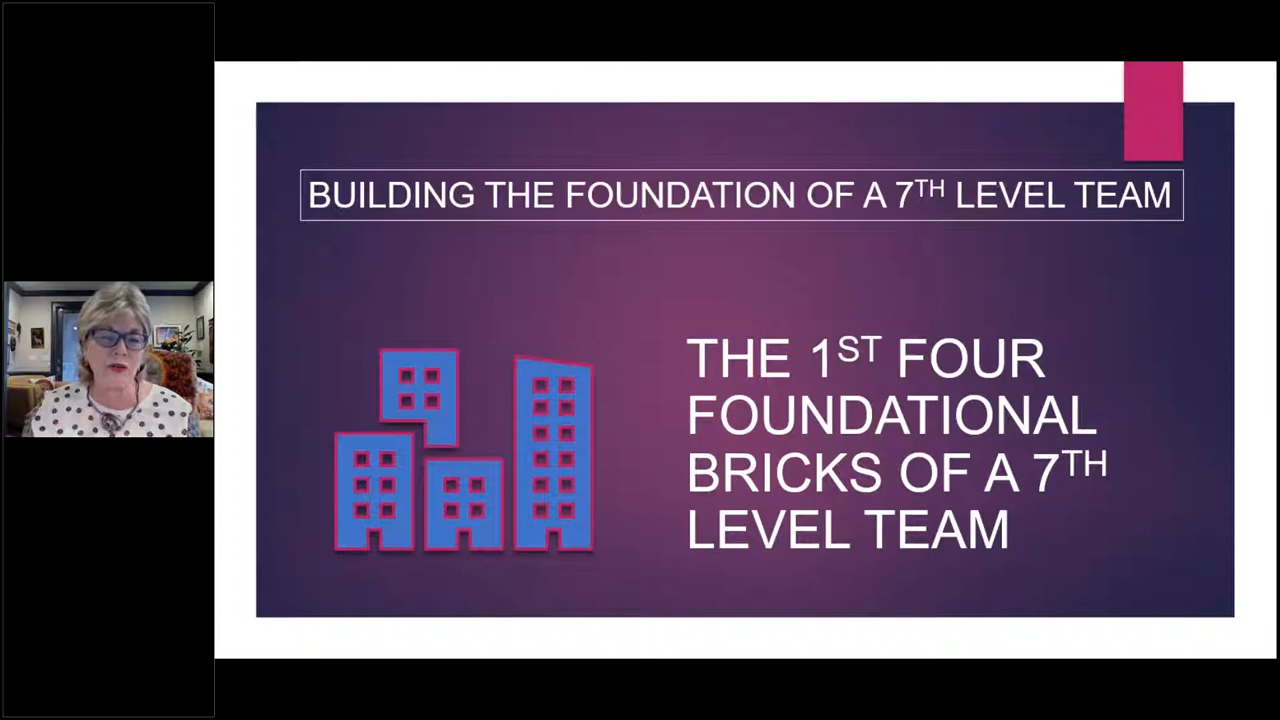 BUILDING THE FOUNDATION OF A 7TH LEVEL TEAM
THE 1ST FOUR
FOUNDATIONAL
BRICKS OF A 7TH
LEVEL TEAM